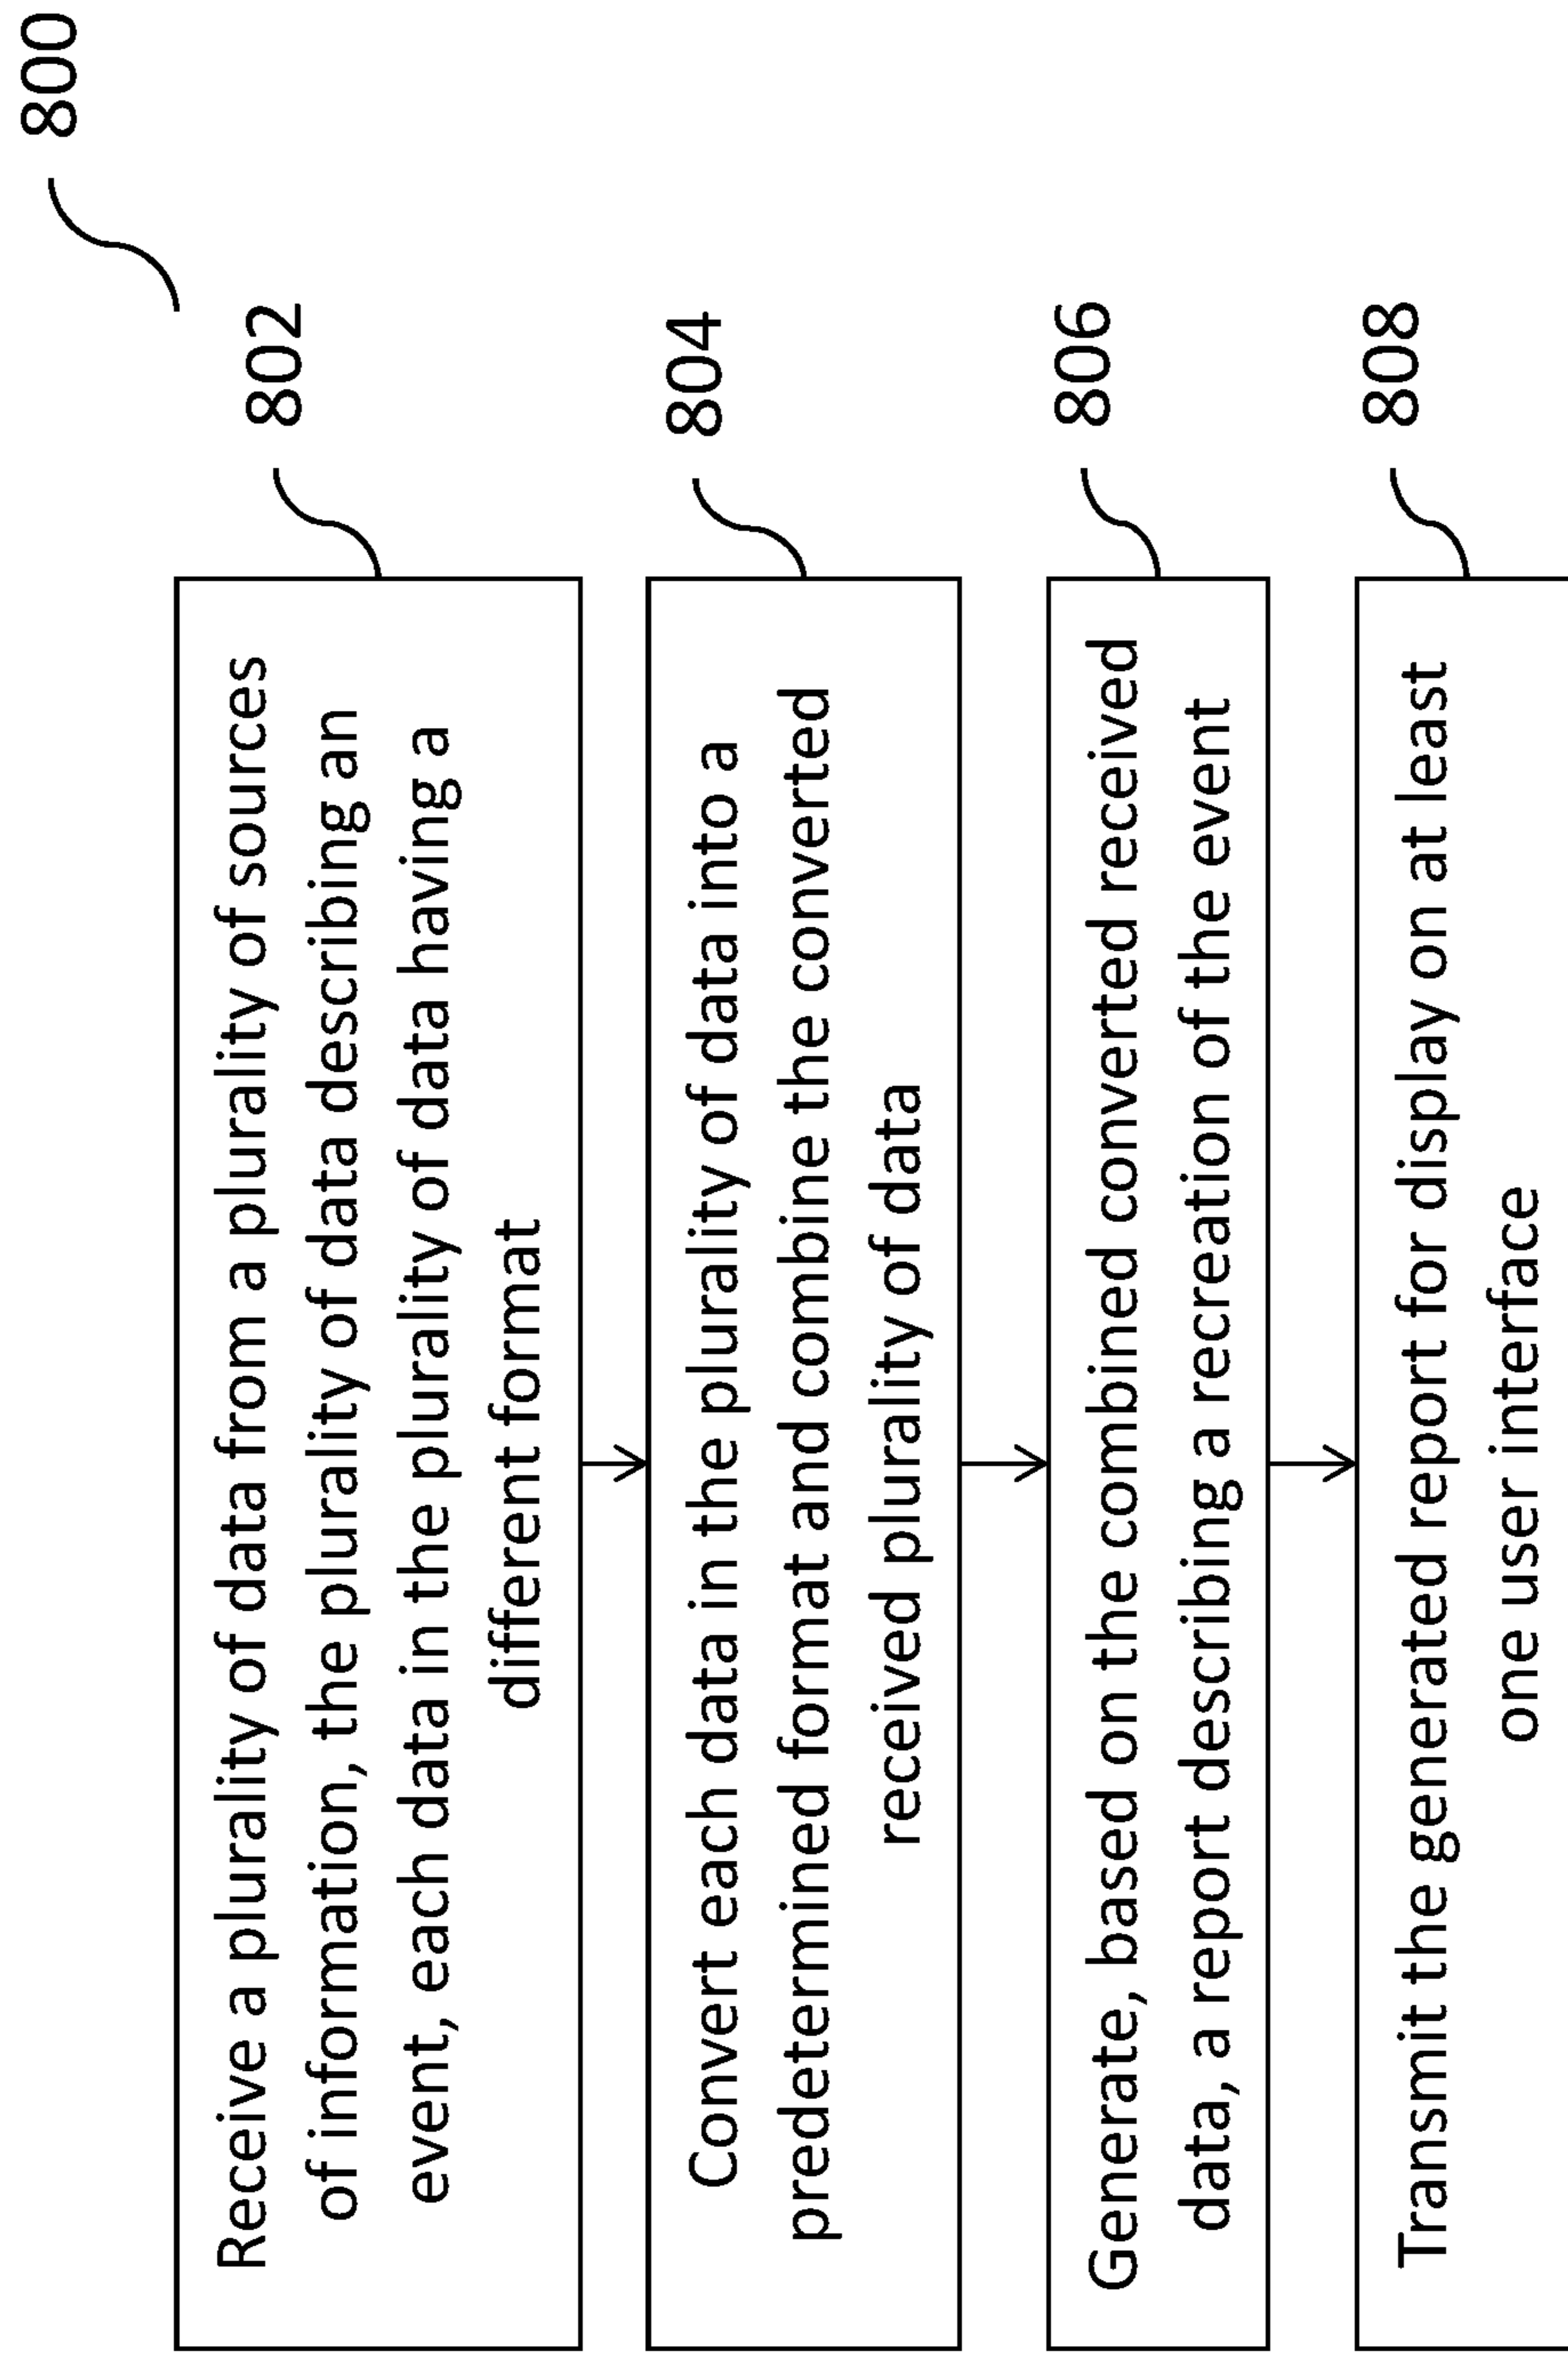 800
802
Receive a plurality of data from a plurality of sources
of information, the plurality of data describing an
event, each data in the plurality of data having a
different format
804
Convert each data in the plurality of data into a
predetermined format and combine the converted
received plurality of data
806
Generate, based on the combined converted received
data, a report describing a recreation of the event
808
Transmit the generated report for display on at least
one user interface